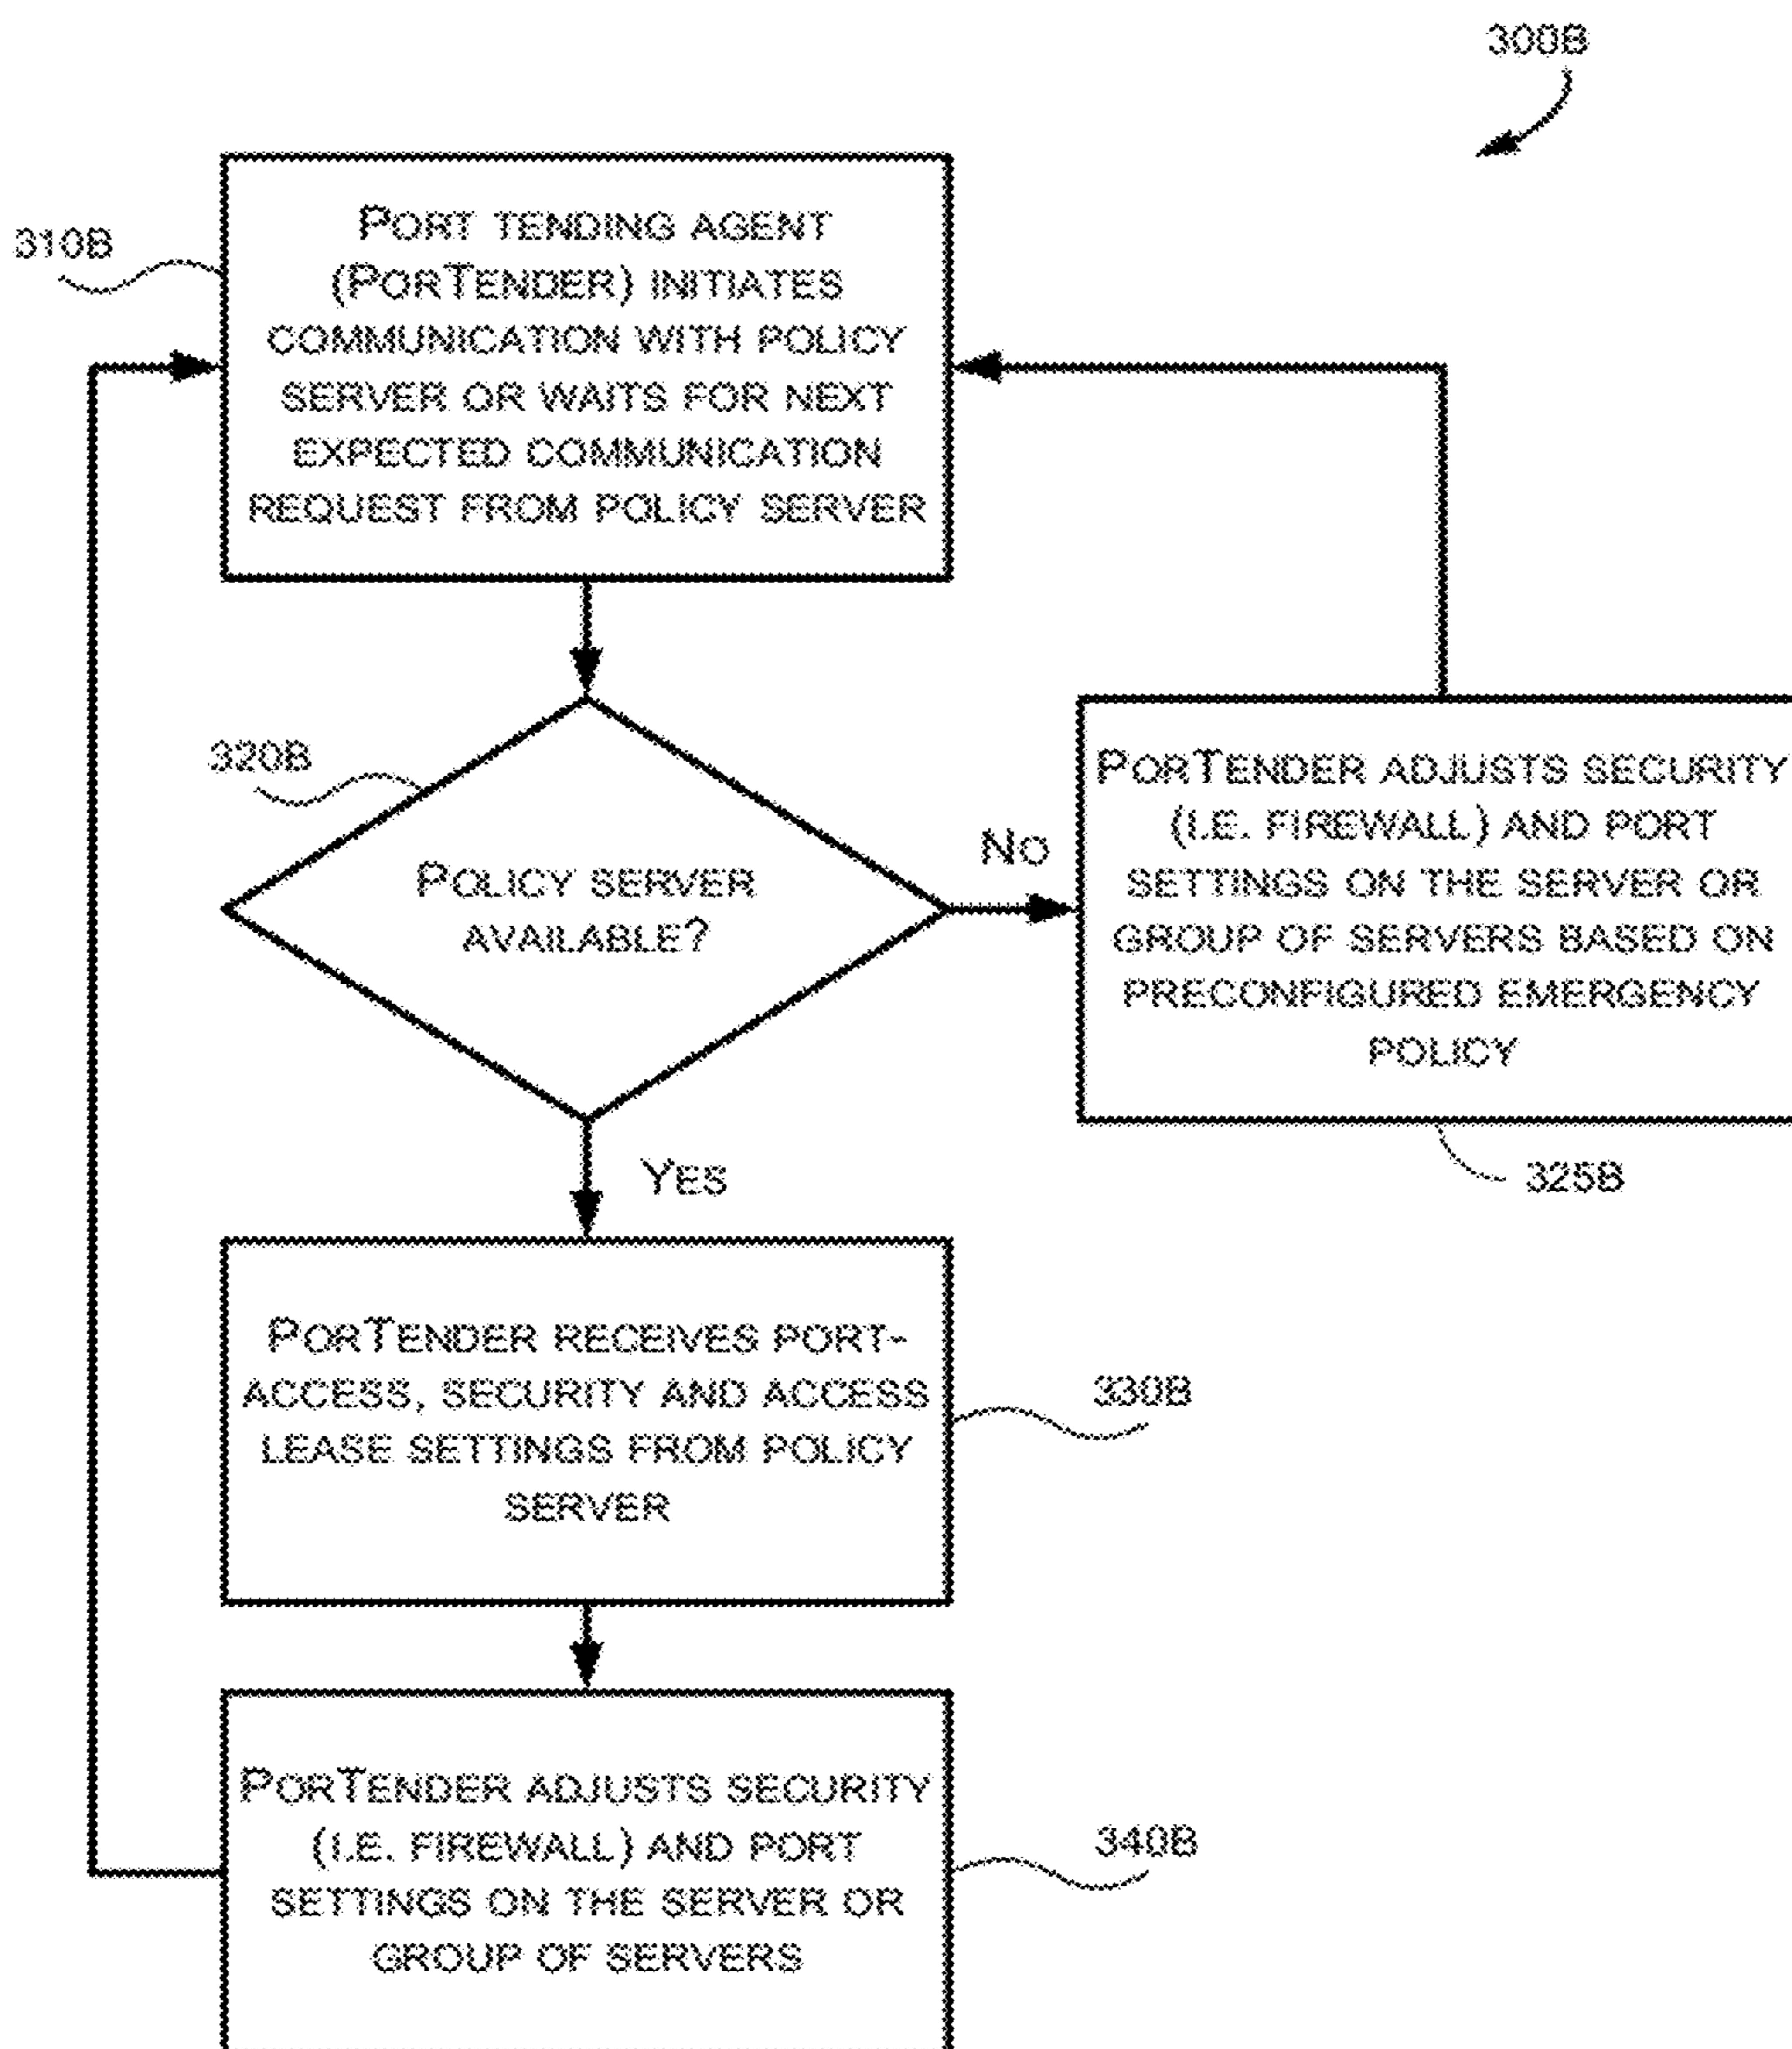 300B
310B
PORT TENDING AGENT
(PORTENDER) INITIATES
COMMUNICATION WITH POLICY
SERVER OR WAITS FOR NEXT
EXPECTED COMMUNICATION
REQUEST FROM POLICY SERVER
320B
POLICY SERVER
AVAILABLE?
NO
PORTENDER ADJUSTS SECURITY
(I.E. FIREWALL) AND PORT
SETTINGS ON THE SERVER OR
GROUP OF SERVERS BASED ON
PRECONFIGURED EMERGENCY
POLICY
325B
YES
PORTENDER RECEIVES PORT-
ACCESS, SECURITY AND ACCESS
LEASE SETTINGS FROM POLICY
SERVER
330B
PORTENDER ADJUSTS SECURITY
(I.E. FIREWALL) AND PORT
SETTINGS ON THE SERVER OR
GROUP OF SERVERS
340B